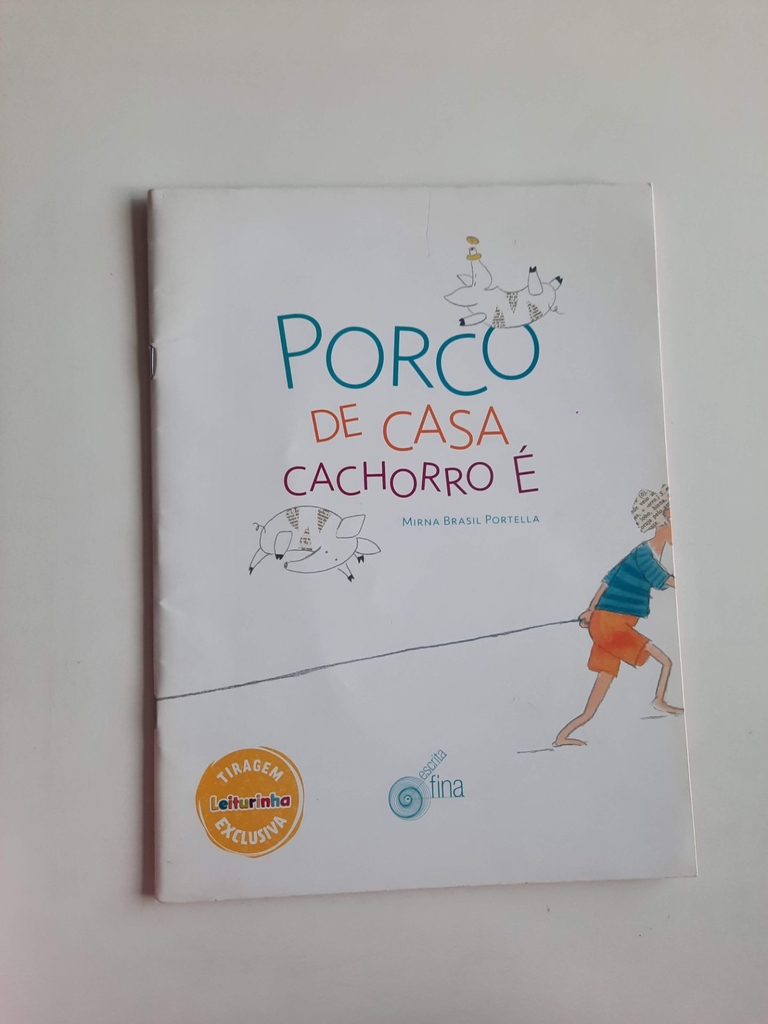 PORCO
DE CASA
CACHORRO É
MIRNA BRASIL PORTELLA
TIRAGEM
Leiturinha
EXCLUSIVA
escrita
fina